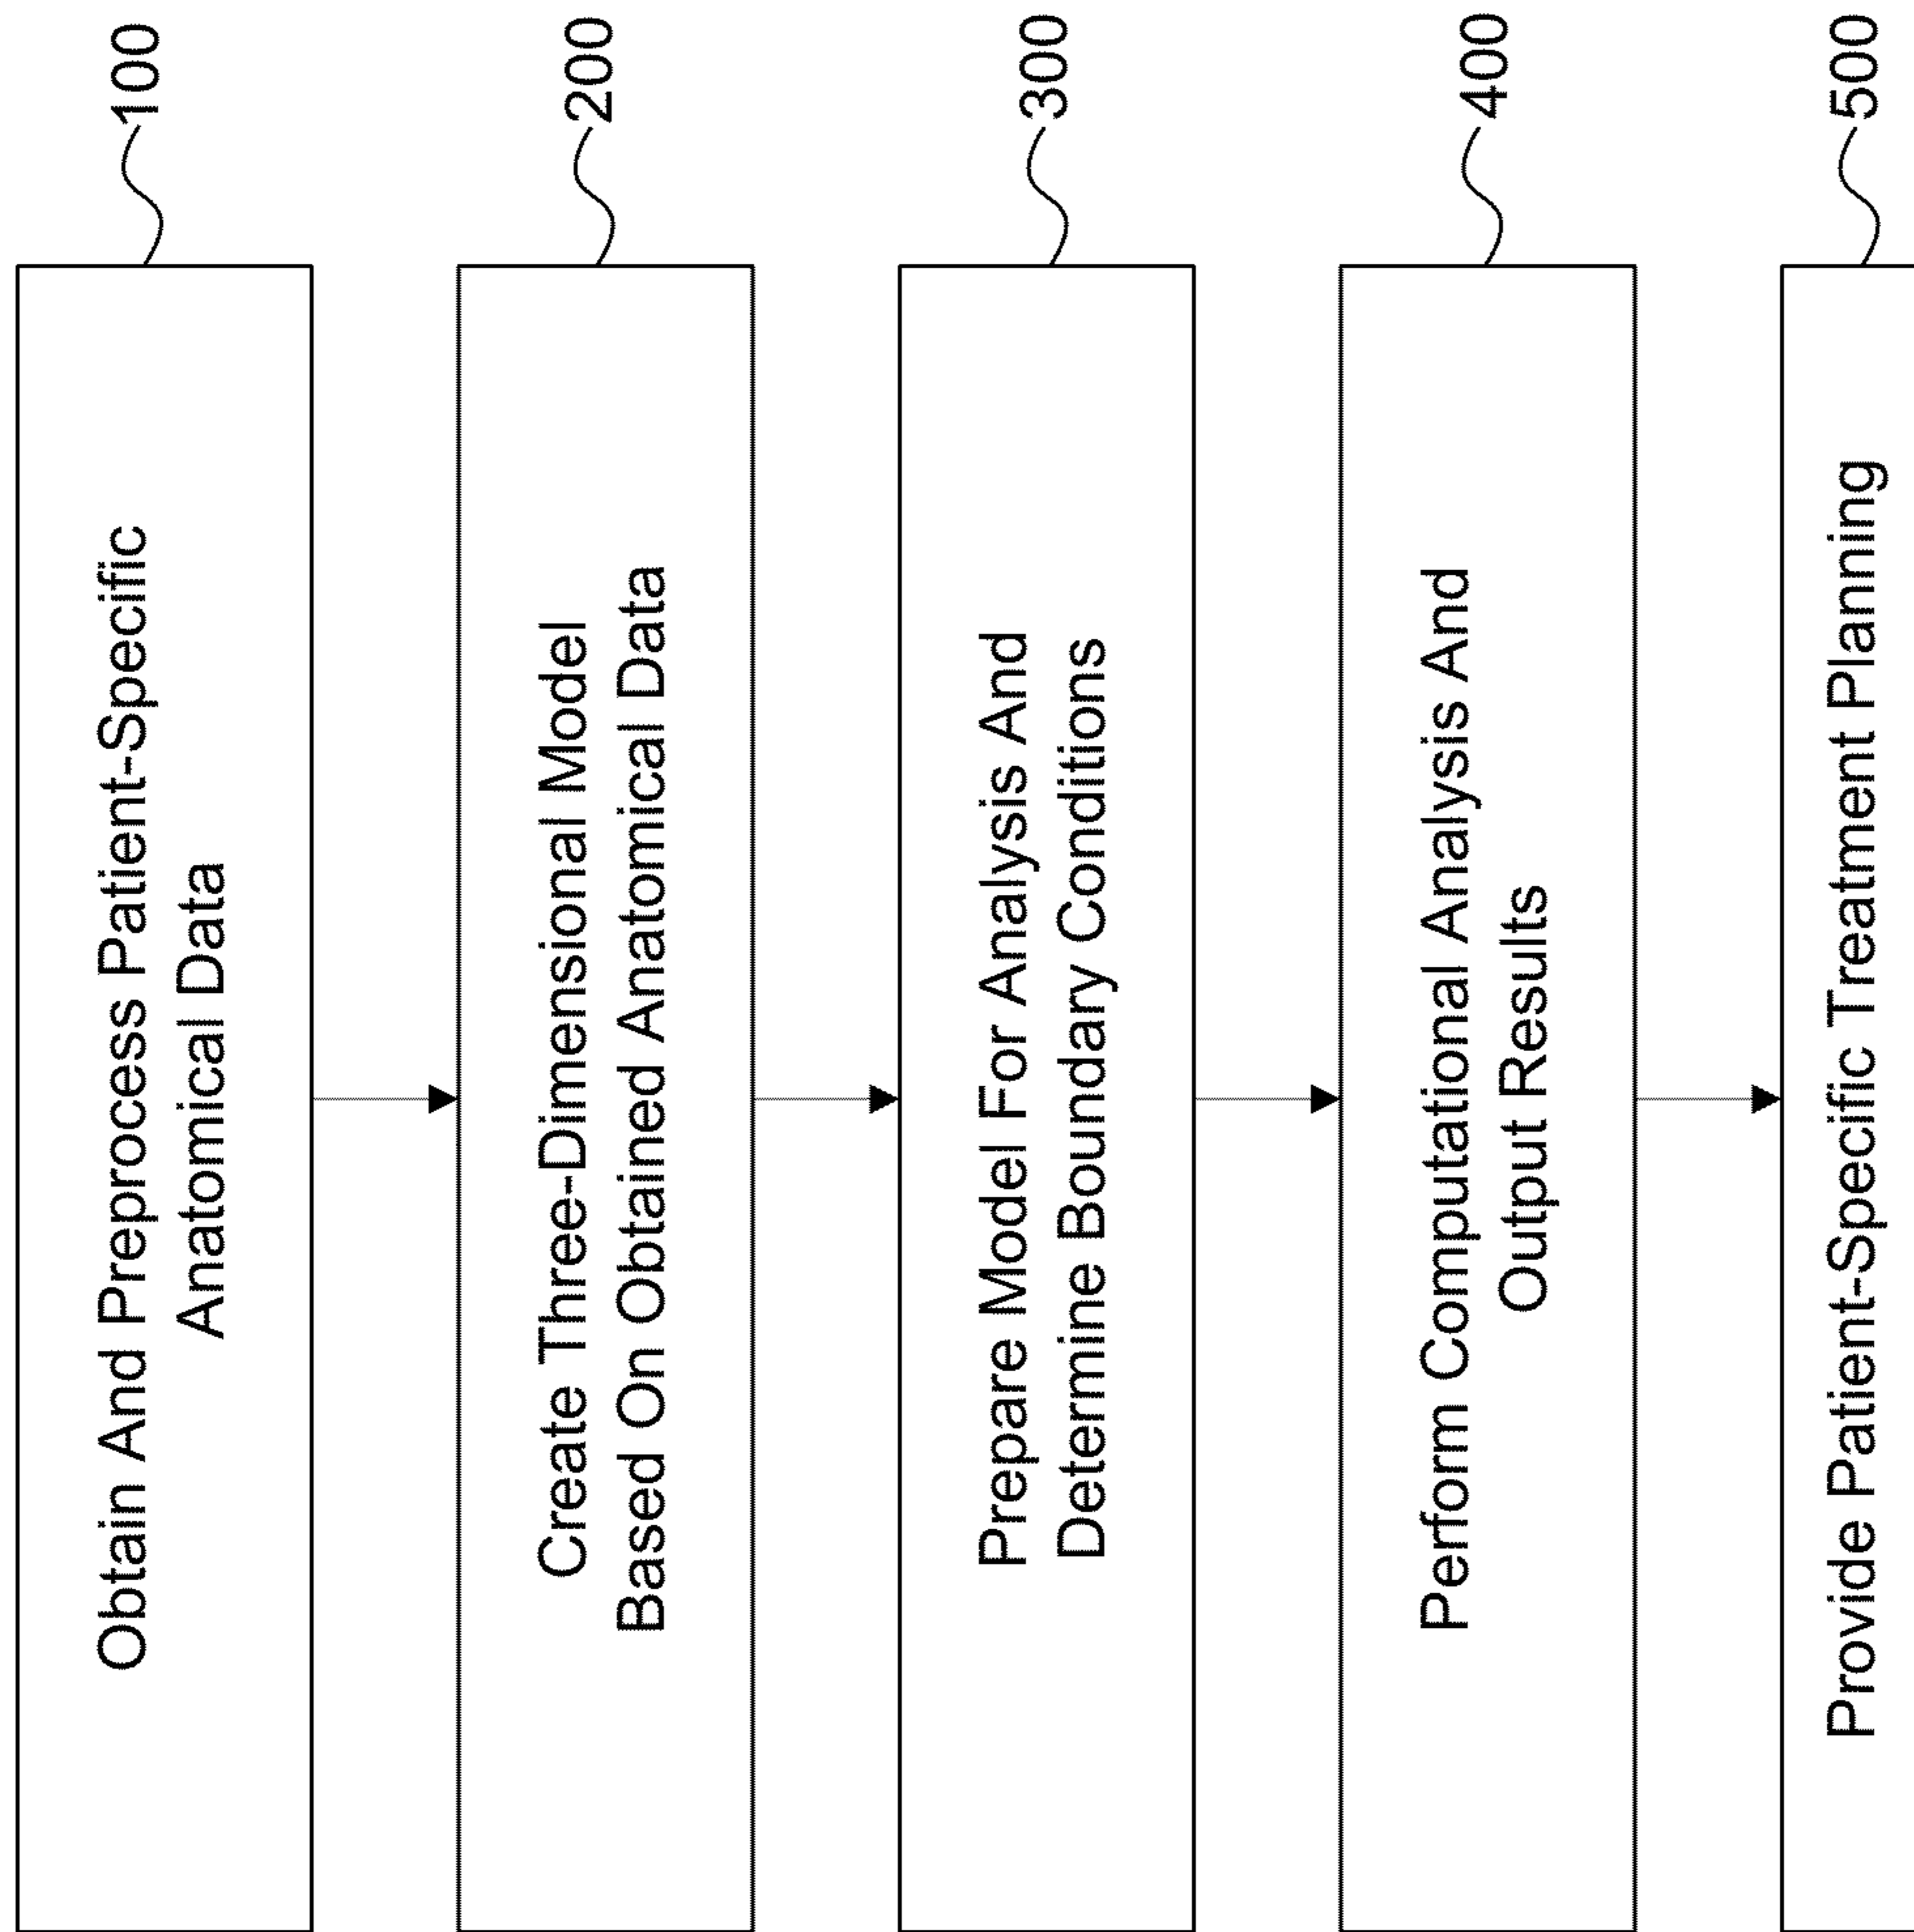 Obtain And Preprocess Patient-Specific
Anatomical Data
100
Create Three-Dimensional Model
Based On Obtained Anatomical Data
200
Prepare Model For Analysis And
Determine Boundary Conditions
300
Perform Computational Analysis And
Output Results
400
Provide Patient-Specific Treatment Planning
500